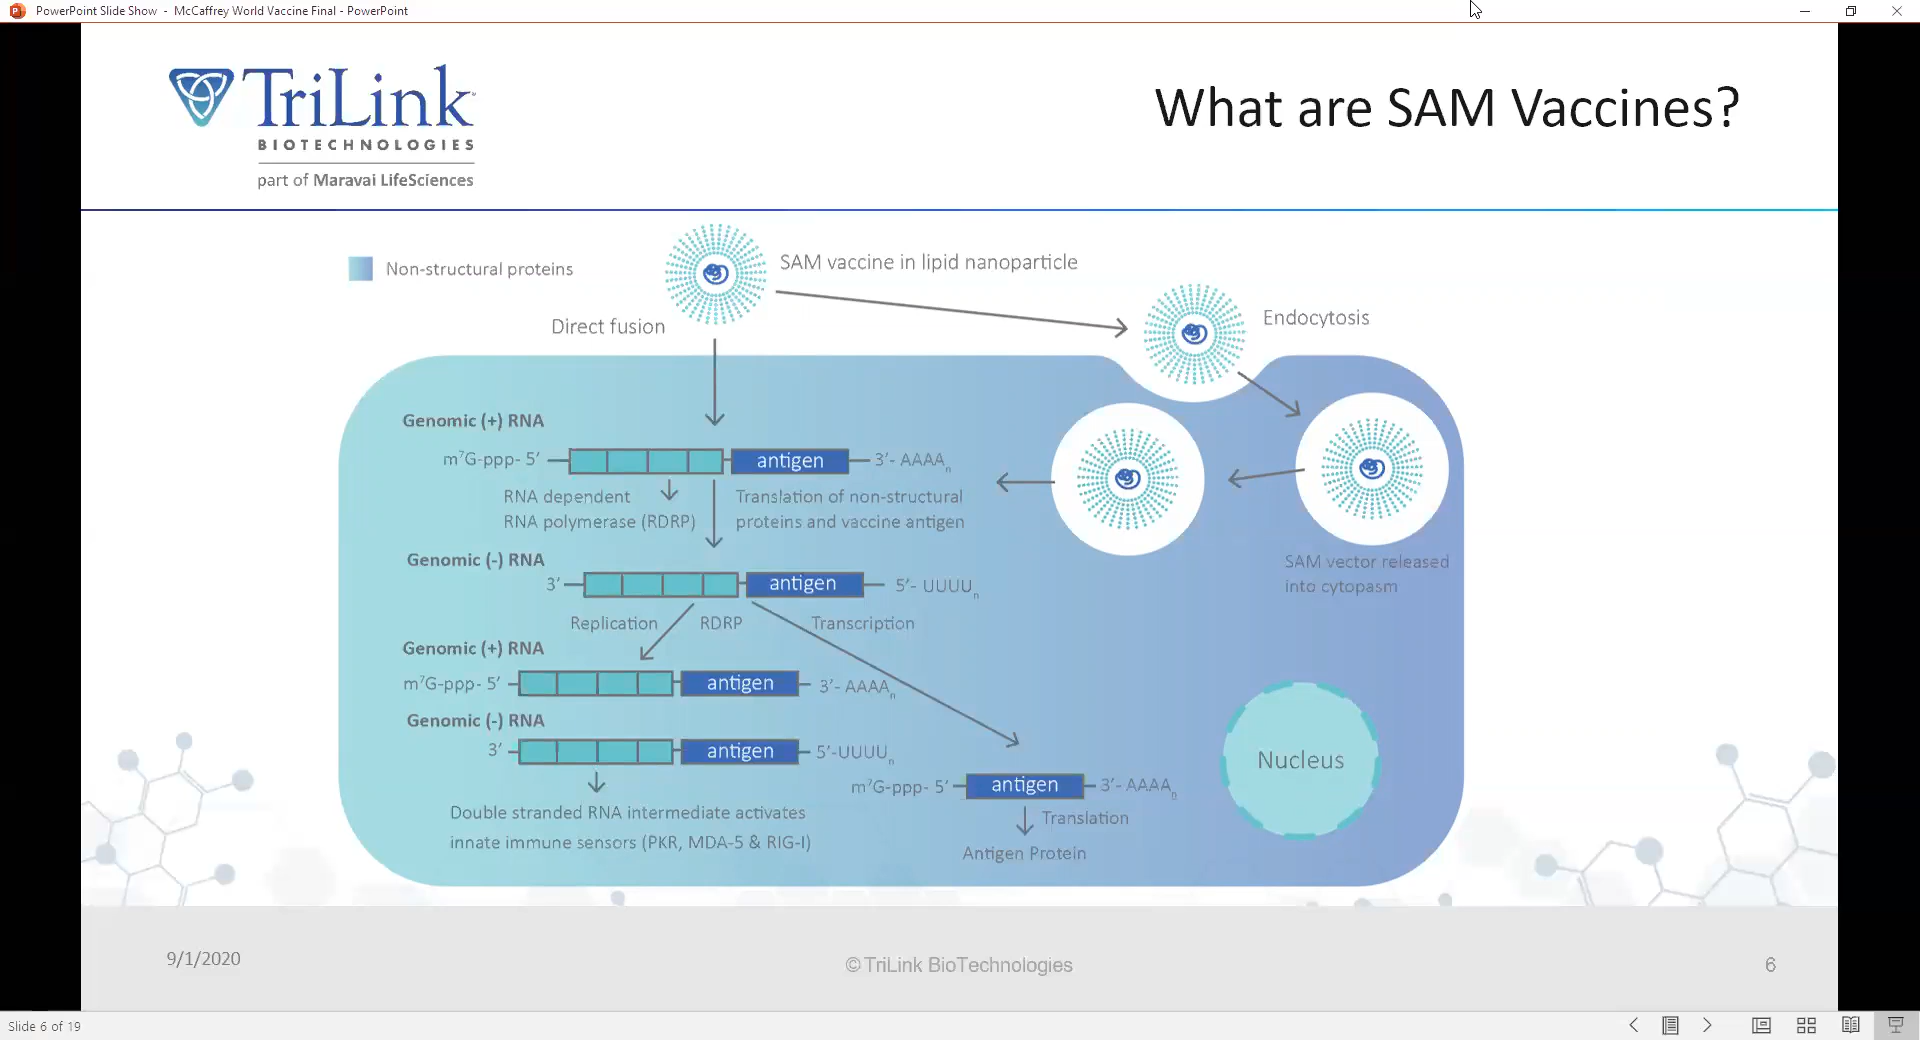 PowerPoint Slide Show - McCaffrey World Vaccine Final - PowerPoint
TriLink
BIOTECHNOLOGIES
part of Maravai LifeSciences
What are SAM Vaccines?
Non-structural proteins
SAM vaccine in lipid nanoparticle
Direct fusion
Endocytosis
Genomic (+) RNA
m⁷G-ppp- 5′
antigen
3′- AAAAₙ
RNA dependent
RNA polymerase (RDRP)
Translation of non-structural
proteins and vaccine antigen
SAM vector released
into cytopasm
Genomic (-) RNA
3′
antigen
5′- UUUUₙ
Replication
RDRP
Transcription
Genomic (+) RNA
m⁷G-ppp- 5′
antigen
3′- AAAAₙ
Genomic (-) RNA
3′
antigen
5′-UUUUₙ
Double stranded RNA intermediate activates
innate immune sensors (PKR, MDA-5 & RIG-I)
m⁷G-ppp- 5′
antigen
3′- AAAAₙ
Translation
Antigen Protein
Nucleus
9/1/2020
© TriLink BioTechnologies
6
Slide 6 of 19